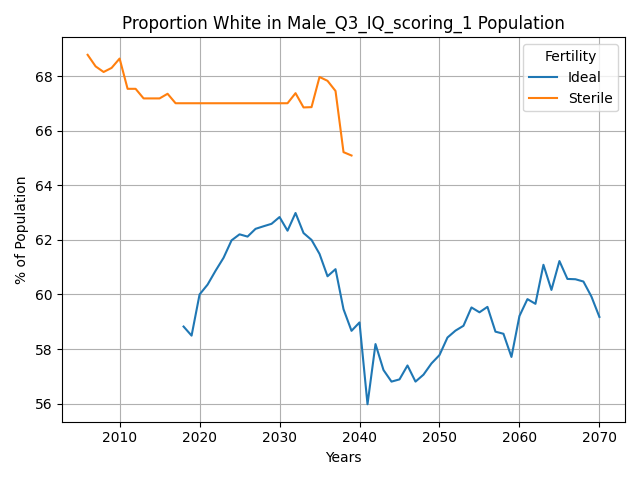 Proportion White in Male_Q3_IQ_scoring_1 Population
Fertility
Ideal
Sterile
% of Population
68
66
64
62
60
58
56
2010 2020 2030 2040 2050 2060 2070
Years